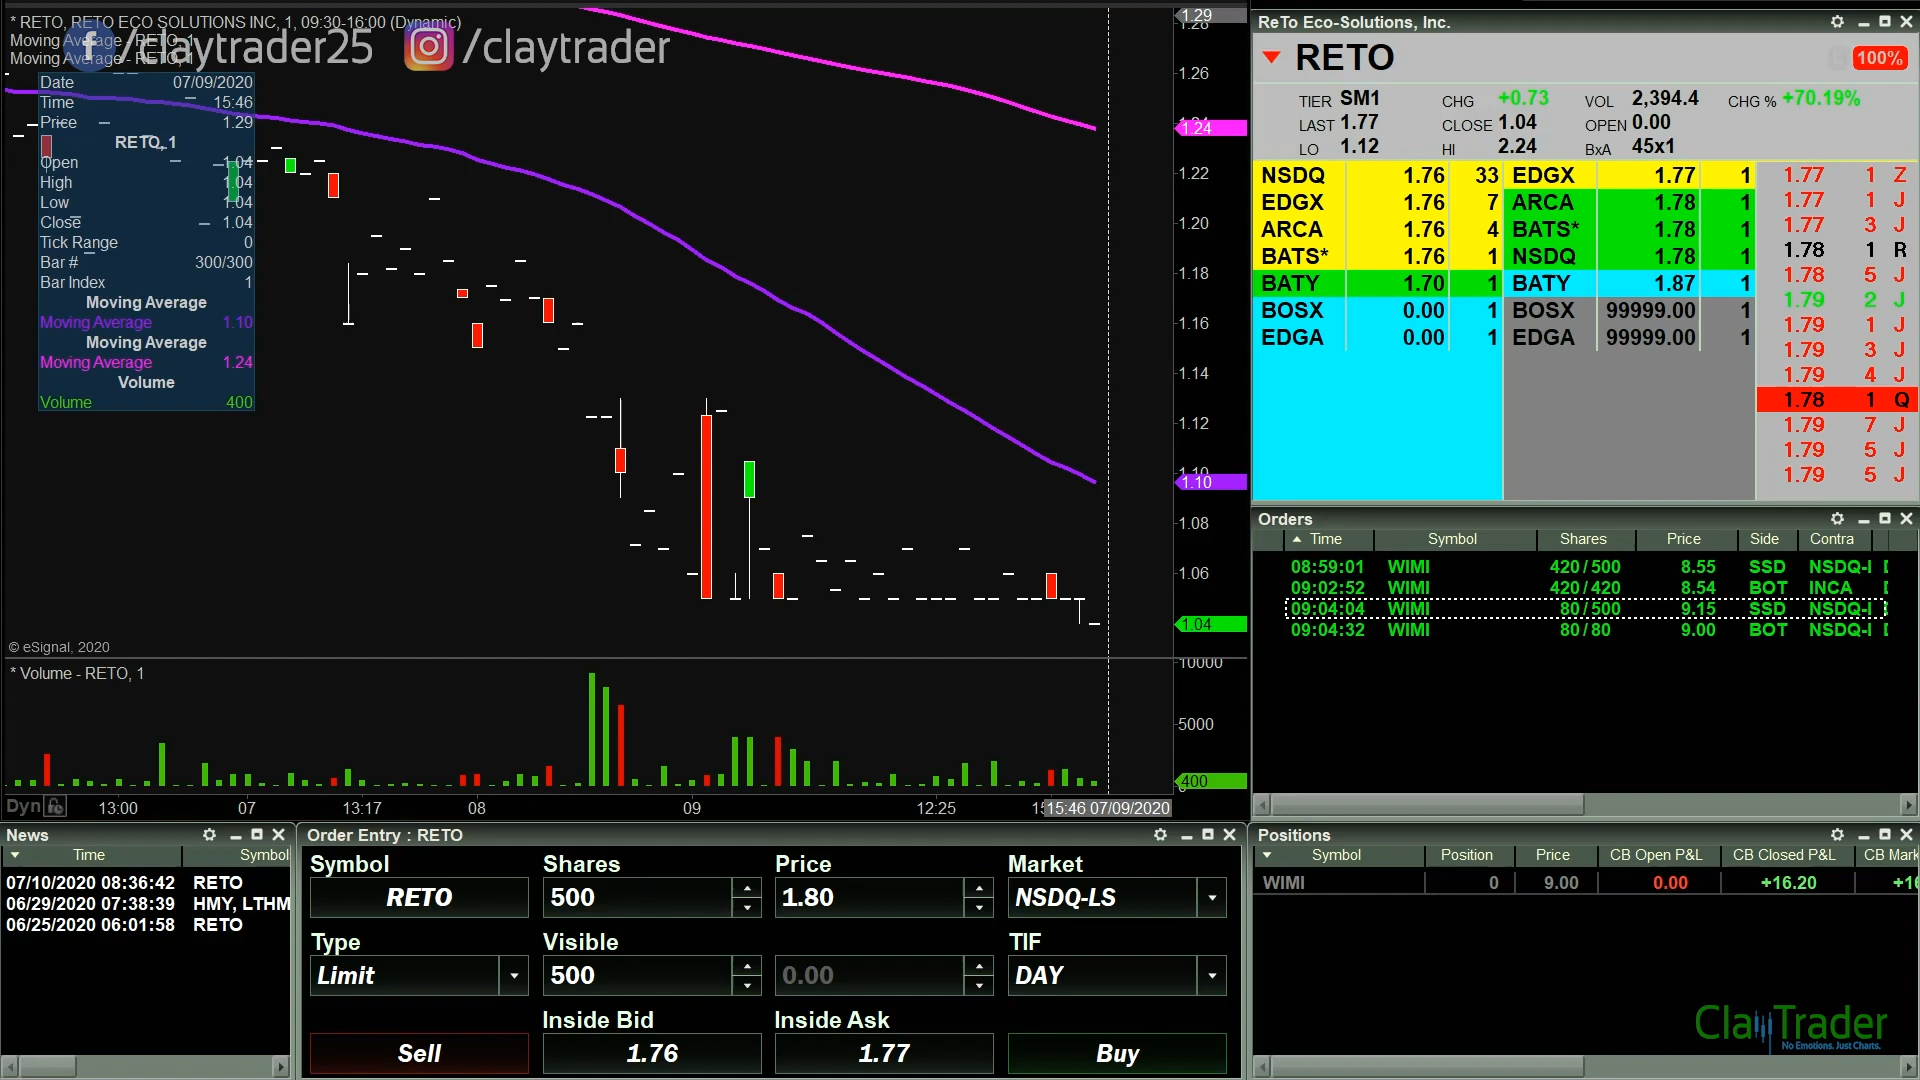 * RETO, RETO ECO SOLUTIONS INC, 1, 09:30-16:00 (Dynamic)
Moving Average - RETO, 1
Moving Average - RETO, 1
/claytrader25 /claytrader
Date 07/09/2020
Time 15:46
Price 1.29
RETO, 1
Open 1.04
High 1.04
Low 1.04
Close 1.04
Tick Range 0
Bar # 300/300
Bar Index 1
Moving Average
Moving Average 1.10
Moving Average
Moving Average 1.24
Volume
Volume 400
1.29
1.28
1.26
1.24
1.22
1.20
1.18
1.16
1.14
1.12
1.10
1.10
1.08
1.06
1.04
© eSignal, 2020
* Volume - RETO, 1
10000
5000
400
Dyn 13:00 07 13:17 08 09 12:25 15:46 07/09/2020
ReTo Eco-Solutions, Inc.
RETO 100%
TIER SM1 CHG +0.73 VOL 2,394.4 CHG % +70.19%
LAST 1.77 CLOSE 1.04 OPEN 0.00
LO 1.12 HI 2.24 BxA 45x1
NSDQ 1.76 33 EDGX 1.77 1
EDGX 1.76 7 ARCA 1.78 1
ARCA 1.76 4 BATS* 1.78 1
BATS* 1.76 1 NSDQ 1.78 1
BATY 1.70 1 BATY 1.87 1
BOSX 0.00 1 BOSX 99999.00 1
EDGA 0.00 1 EDGA 99999.00 1
1.77 1 Z
1.77 1 J
1.77 3 J
1.78 1 R
1.78 5 J
1.79 2 J
1.79 1 J
1.79 3 J
1.79 4 J
1.78 1 Q
1.79 7 J
1.79 5 J
1.79 5 J
Orders
Time Symbol Shares Price Side Contra
08:59:01 WIMI 420/500 8.55 SSD NSDQ-I
09:02:52 WIMI 420/420 8.54 BOT INCA
09:04:04 WIMI 80/500 9.15 SSD NSDQ-I
09:04:32 WIMI 80/80 9.00 BOT NSDQ-I
News
Time Symbol
07/10/2020 08:36:42 RETO
06/29/2020 07:38:39 HMY, LTHM
06/25/2020 06:01:58 RETO
Order Entry : RETO
Symbol Shares Price Market
RETO 500 1.80 NSDQ-LS
Type Visible TIF
Limit 500 0.00 DAY
Inside Bid Inside Ask
Sell 1.76 1.77 Buy
Positions
Symbol Position Price CB Open P&L CB Closed P&L CB Mark
WIMI 0 9.00 0.00 +16.20 +16
ClayTrader
No Emotions. Just Charts.